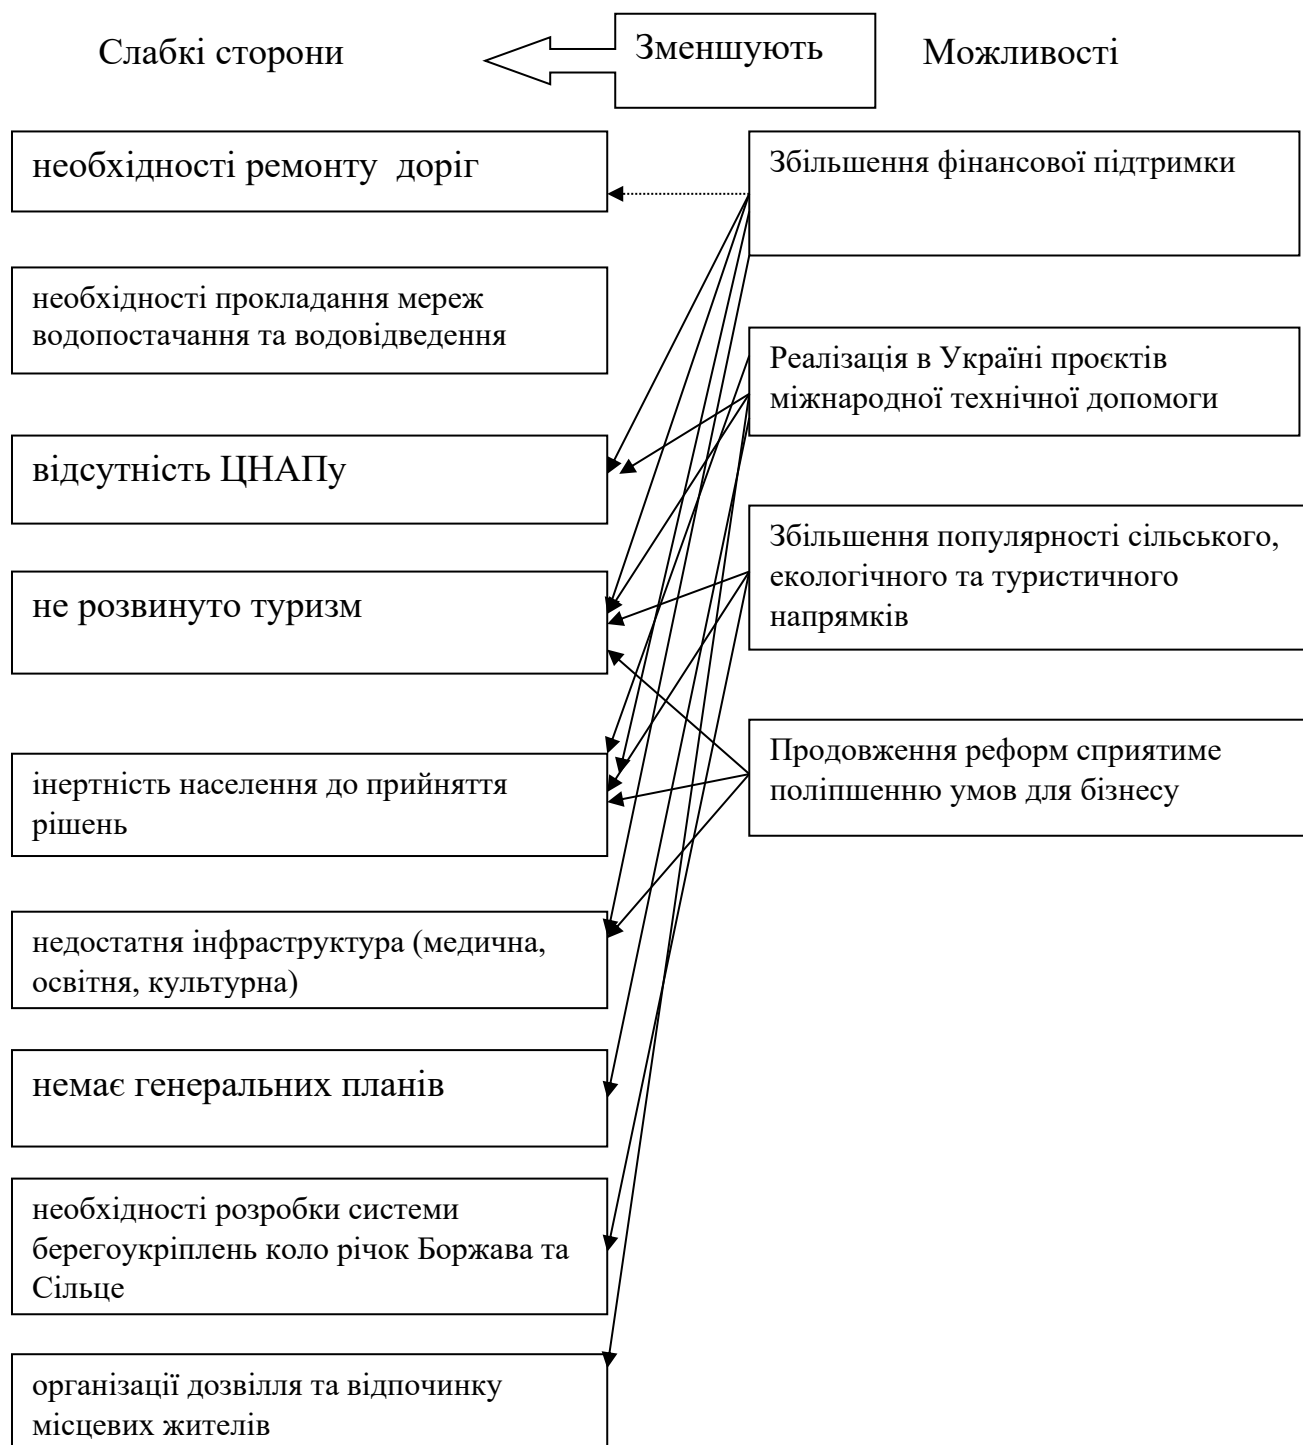 Слабкі сторони
Зменшують
Можливості
необхідності ремонту доріг
необхідності прокладання мереж
водопостачання та водовідведення
відсутність ЦНАПу
не розвинуто туризм
інертність населення до прийняття
рішень
недостатня інфраструктура (медична,
освітня, культурна)
немає генеральних планів
необхідності розробки системи
берегоукріплень коло річок Боржава та
Сільце
організації дозвілля та відпочинку
місцевих жителів
Збільшення фінансової підтримки
Реалізація в Україні проєктів
міжнародної технічної допомоги
Збільшення популярності сільського,
екологічного та туристичного
напрямків
Продовження реформ сприятиме
поліпшенню умов для бізнесу